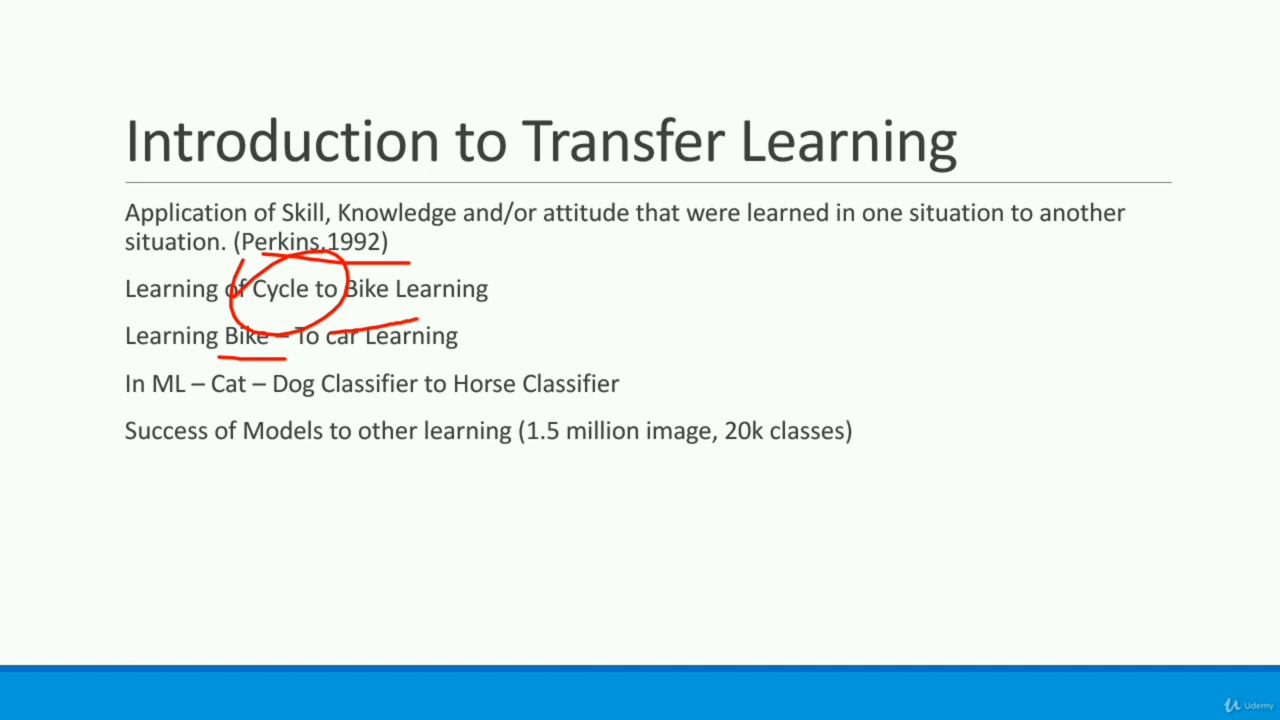 Introduction to Transfer Learning
Application of Skill, Knowledge and/or attitude that were learned in one situation to another
situation. (Perkins,1992)
Learning of Cycle to Bike Learning
Learning Bike – To car Learning
In ML – Cat – Dog Classifier to Horse Classifier
Success of Models to other learning (1.5 million image, 20k classes)
Udemy